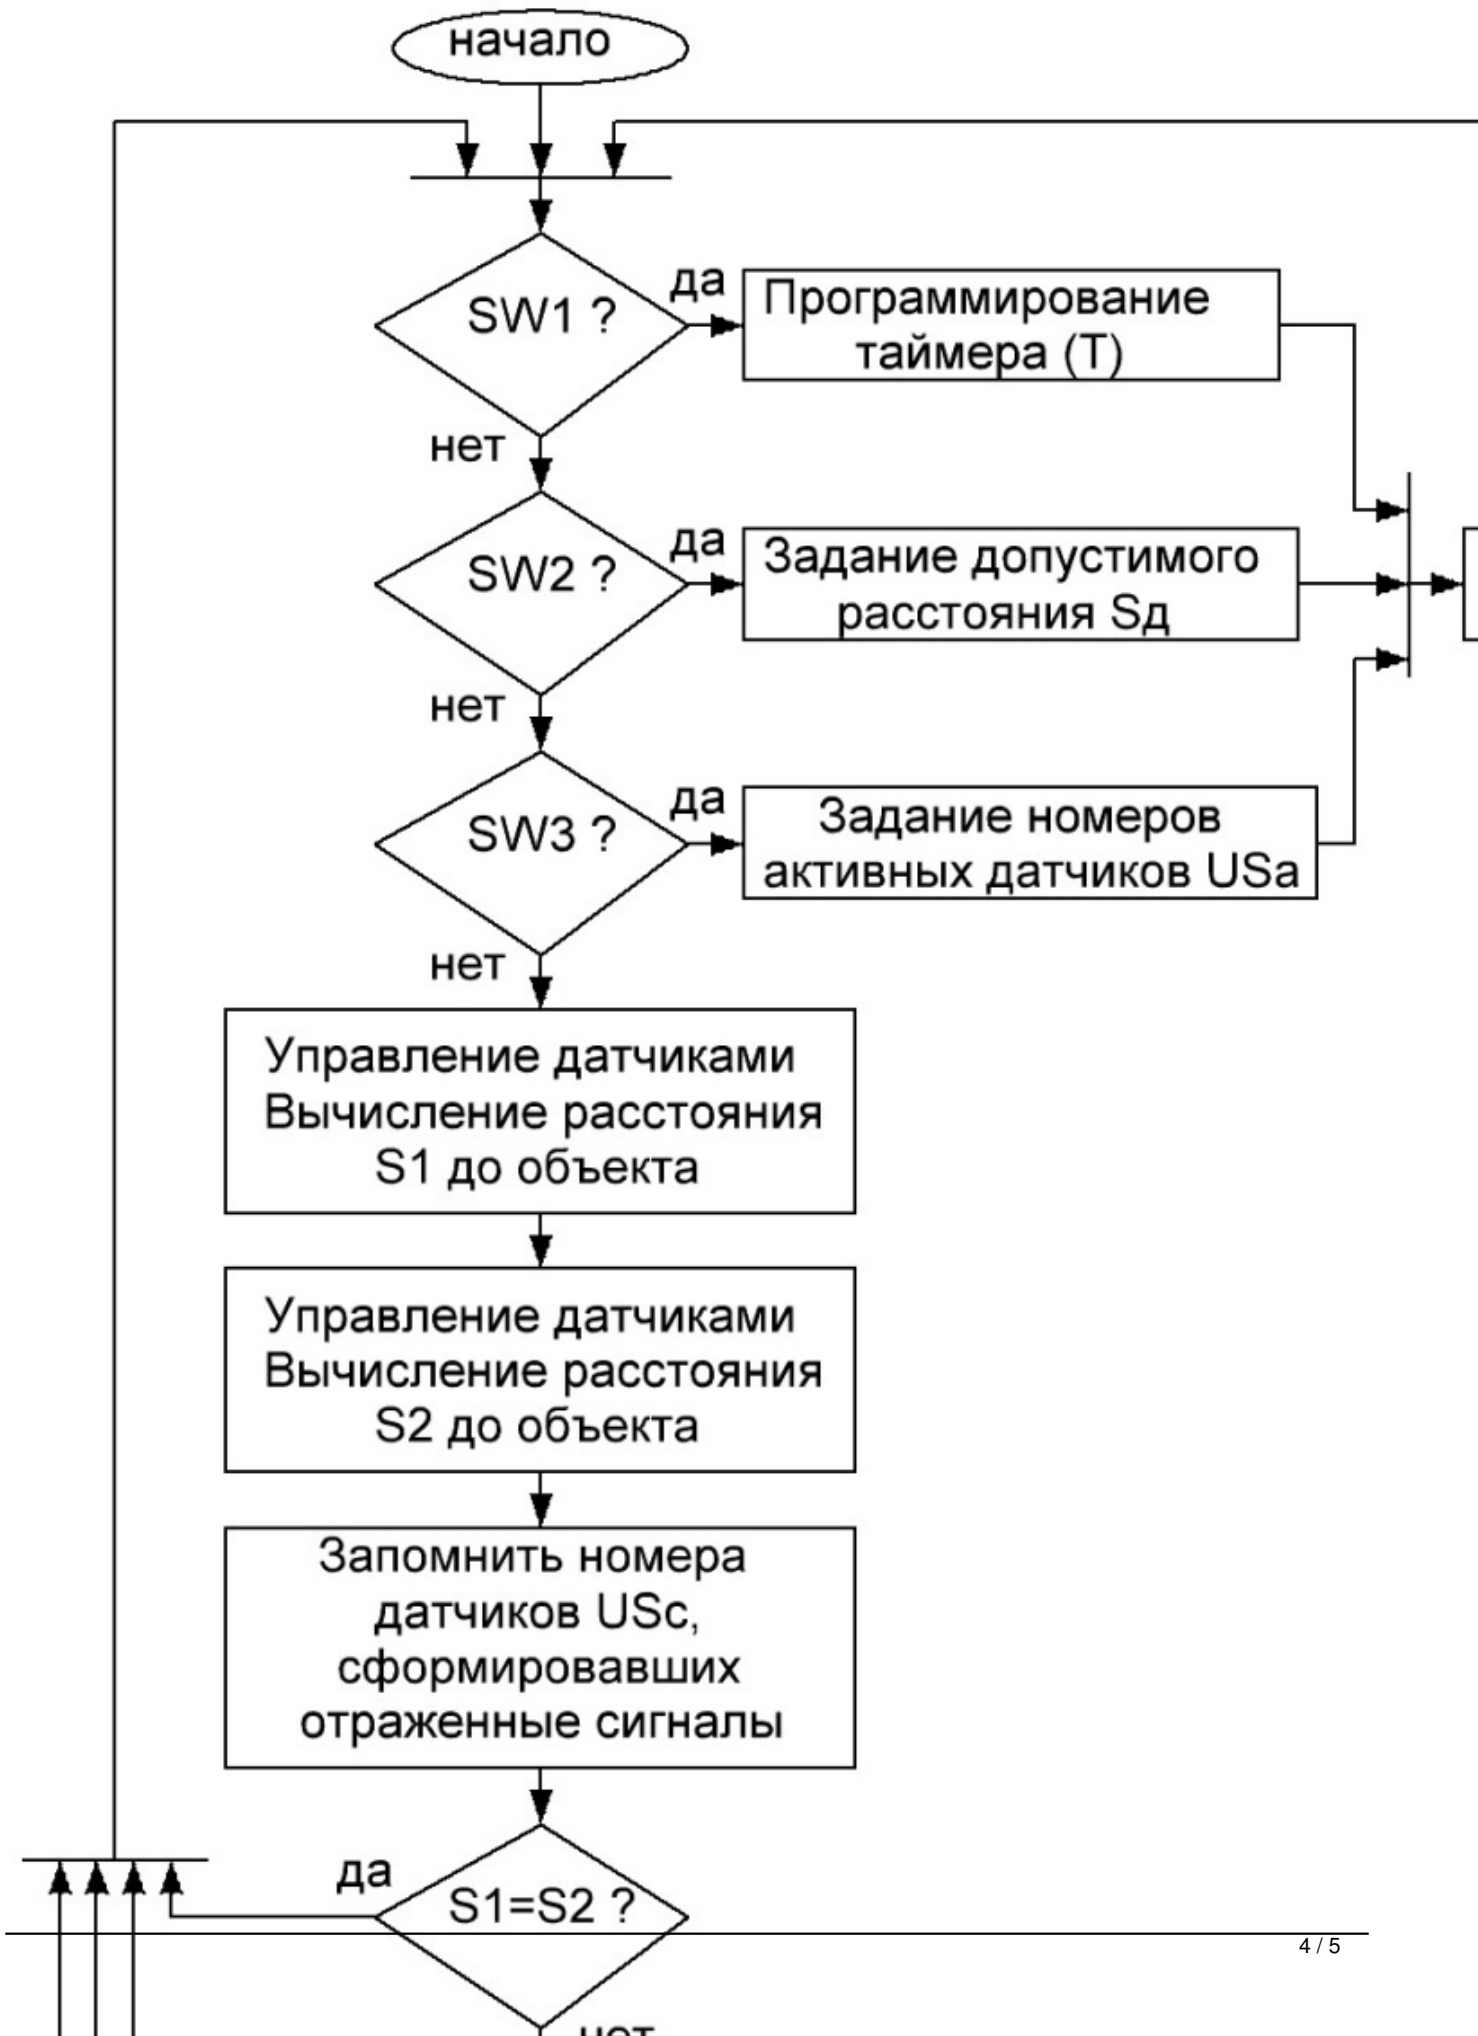 начало
SW1 ?
да
Программирование
таймера (Т)
нет
SW2 ?
да
Задание допустимого
расстояния Sд
нет
SW3 ?
да
Задание номеров
активных датчиков USa
нет
Управление датчиками
Вычисление расстояния
S1 до объекта
Управление датчиками
Вычисление расстояния
S2 до объекта
Запомнить номера
датчиков USc,
сформировавших
отраженные сигналы
да
S1=S2 ?
4 / 5